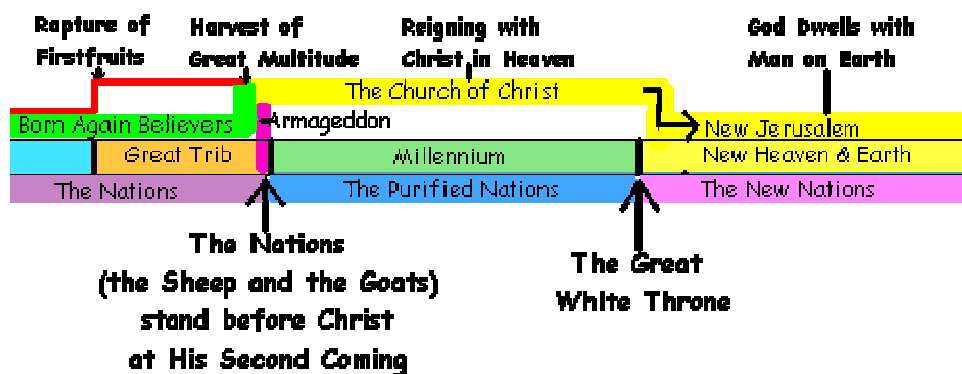 Rapture of
Firstfruits
Harvest of
Great Multitude
Reigning with
Christ in Heaven
God Dwells with
Man on Earth
The Church of Christ
Born Again Believers
Armageddon
New Jerusalem
Great Trib
Millennium
New Heaven & Earth
The Nations
The Purified Nations
The New Nations
The Nations
(the Sheep and the Goats)
stand before Christ
at His Second Coming
The Great
White Throne